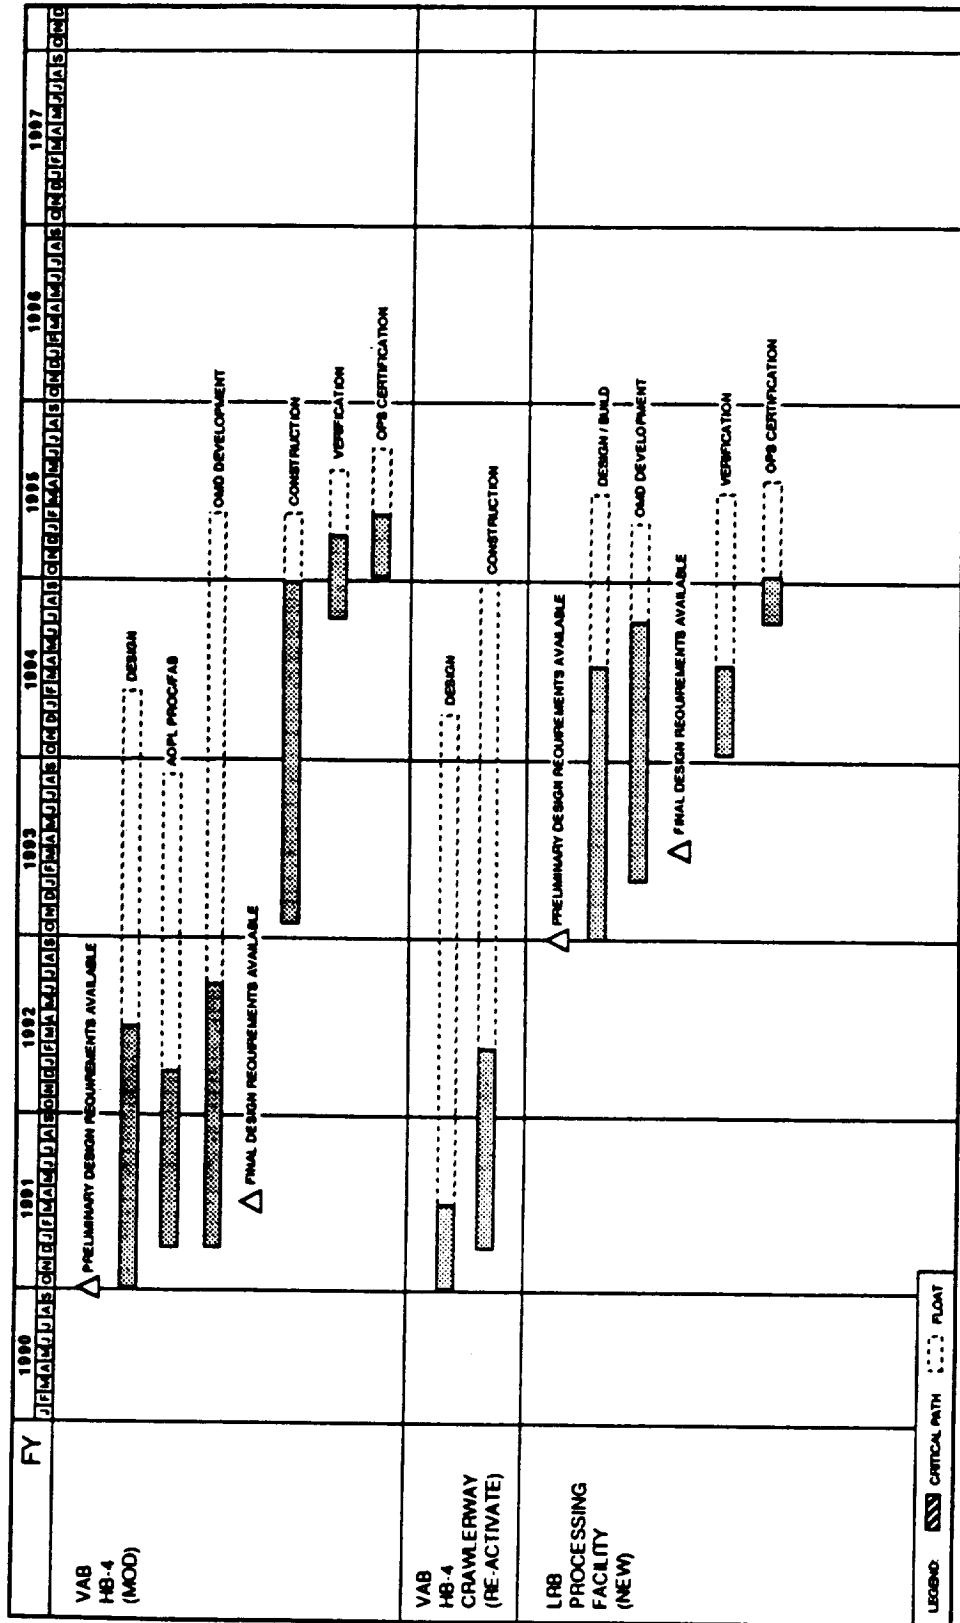 FY
1990 1991 1992 1993 1994 1995 1996 1997
J F M A M J J A S O N D J F M A M J J A S O N D J F M A M J J A S O N D J F M A M J J A S O N D J F M A M J J A S O N D J F M A M J J A S O N D J F M A M J J A S O N D J F M A M J J A S O N D
VAB
HB-4
(MOD)
PRELIMINARY DESIGN REQUIREMENTS AVAILABLE
DESIGN
AOPL PROC/FAB
OMD DEVELOPMENT
FINAL DESIGN REQUIREMENTS AVAILABLE
CONSTRUCTION
VERIFICATION
OPS CERTIFICATION
VAB
HB-4
CRAWLERWAY
(RE-ACTIVATE)
DESIGN
CONSTRUCTION
LRB
PROCESSING
FACILITY
(NEW)
PRELIMINARY DESIGN REQUIREMENTS AVAILABLE
DESIGN / BUILD
OMD DEVELOPMENT
FINAL DESIGN REQUIREMENTS AVAILABLE
VERIFICATION
OPS CERTIFICATION
LEGEND: CRITICAL PATH FLOAT